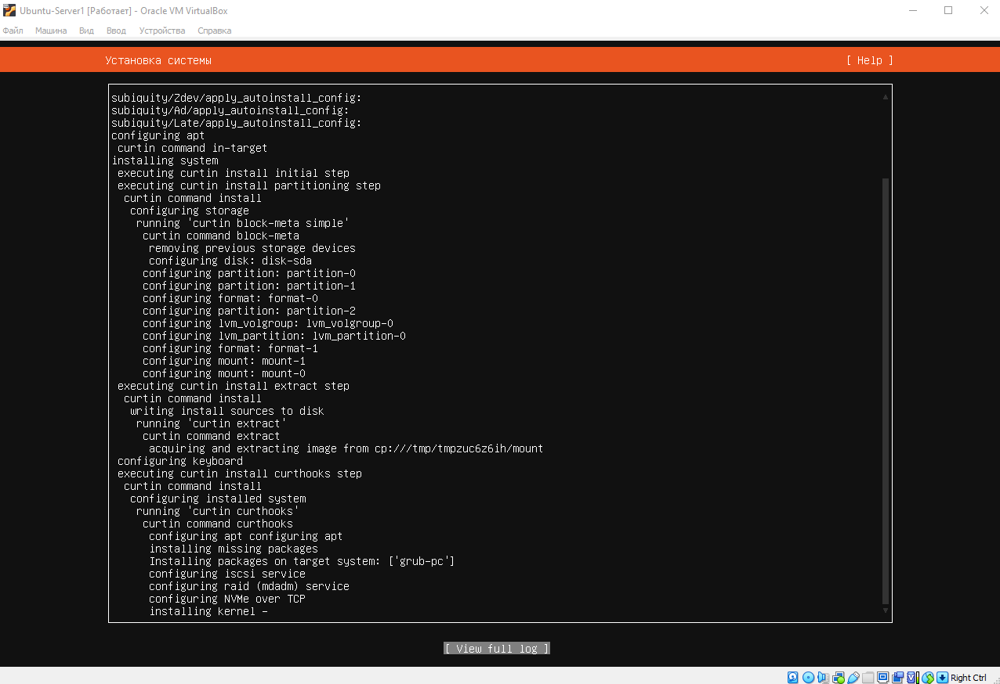 Ubuntu-Server1 [Работает] - Oracle VM VirtualBox
Файл Машина Вид Ввод Устройства Справка
Установка системы [ Help ]
subiquity/Zdev/apply_autoinstall_config:
subiquity/Ad/apply_autoinstall_config:
subiquity/Late/apply_autoinstall_config:
configuring apt
curtin command in-target
installing system
executing curtin install initial step
executing curtin install partitioning step
curtin command install
configuring storage
running 'curtin block-meta simple'
curtin command block-meta
removing previous storage devices
configuring disk: disk-sda
configuring partition: partition-0
configuring partition: partition-1
configuring format: format-0
configuring partition: partition-2
configuring lvm_volgroup: lvm_volgroup-0
configuring lvm_partition: lvm_partition-0
configuring format: format-1
configuring mount: mount-1
configuring mount: mount-0
executing curtin install extract step
curtin command install
writing install sources to disk
running 'curtin extract'
curtin command extract
acquiring and extracting image from cp:///tmp/tmpzuc6z6ih/mount
configuring keyboard
executing curtin install curthooks step
curtin command install
configuring installed system
running 'curtin curthooks'
curtin command curthooks
configuring apt configuring apt
installing missing packages
Installing packages on target system: ['grub-pc']
configuring iscsi service
configuring raid (mdadm) service
configuring NVMe over TCP
installing kernel -
[ View full log ]
Right Ctrl